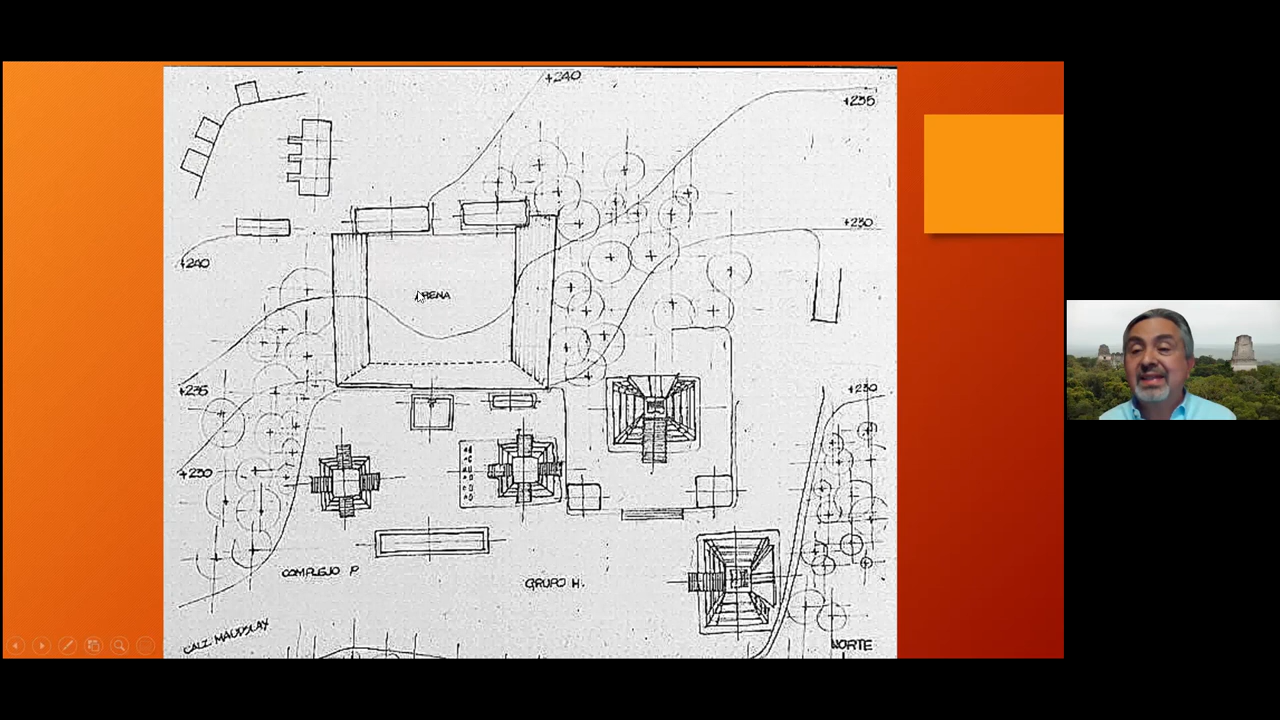 +240
+235
+230
+240
ARENA
+235
+230
+230
COMPLEJO P
GRUPO H.
CALZ MAUDSLAY
NORTE